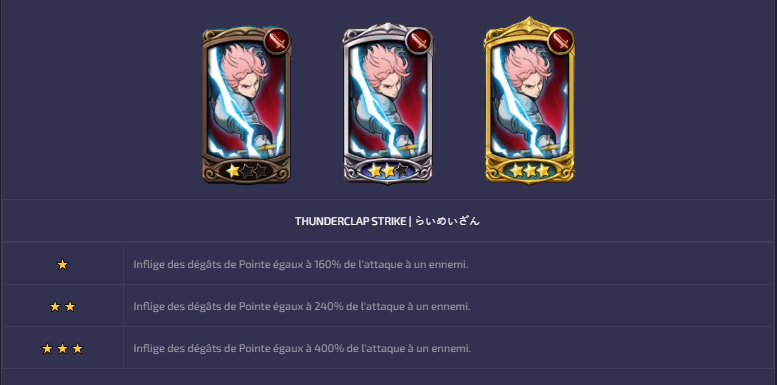 THUNDERCLAP STRIKE | らいめいざん
Inflige des dégâts de Pointe égaux à 160% de l'attaque à un ennemi.
Inflige des dégâts de Pointe égaux à 240% de l'attaque à un ennemi.
Inflige des dégâts de Pointe égaux à 400% de l'attaque à un ennemi.